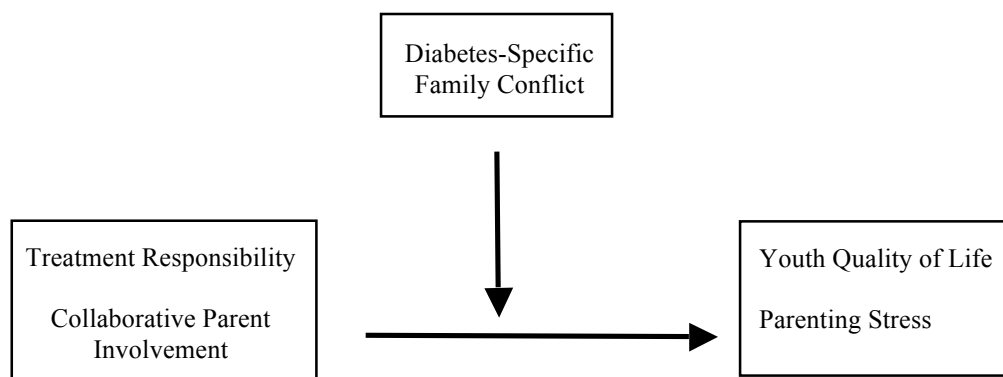 Diabetes-Specific
Family Conflict
Treatment Responsibility
Collaborative Parent
Involvement
Youth Quality of Life
Parenting Stress